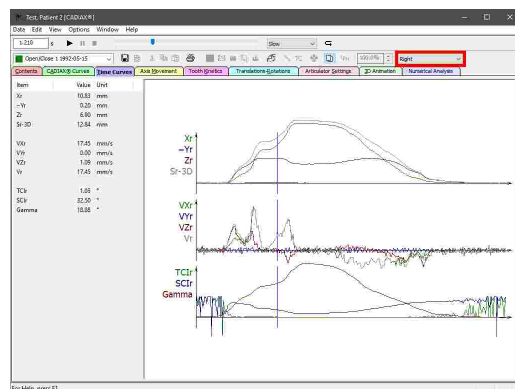 Test, Patient 2 [CADIAX®]
Date Edit View Options Window Help
1-210 s Slow
Open/Close 1 1992-05-15 100.0% Right
Contents CADIAX® Curves Time Curves Axis Movement Tooth Kinetics Translations-Rotations Articulator Settings 3D Animation Numerical Analysis
Item Value Unit
Xr 10.83 mm
-Yr 0.20 mm
Zr 6.90 mm
Sr-3D 12.84 mm
VXr 17.45 mm/s
VYr 0.00 mm/s
VZr 1.09 mm/s
Vr 17.45 mm/s
TCIr 1.03 °
SCIr 32.50 °
Gamma 18.88 °
Xr
-Yr
Zr
Sr-3D
VXr
VYr
VZr
Vr
TCIr
SCIr
Gamma
For Help, press F1